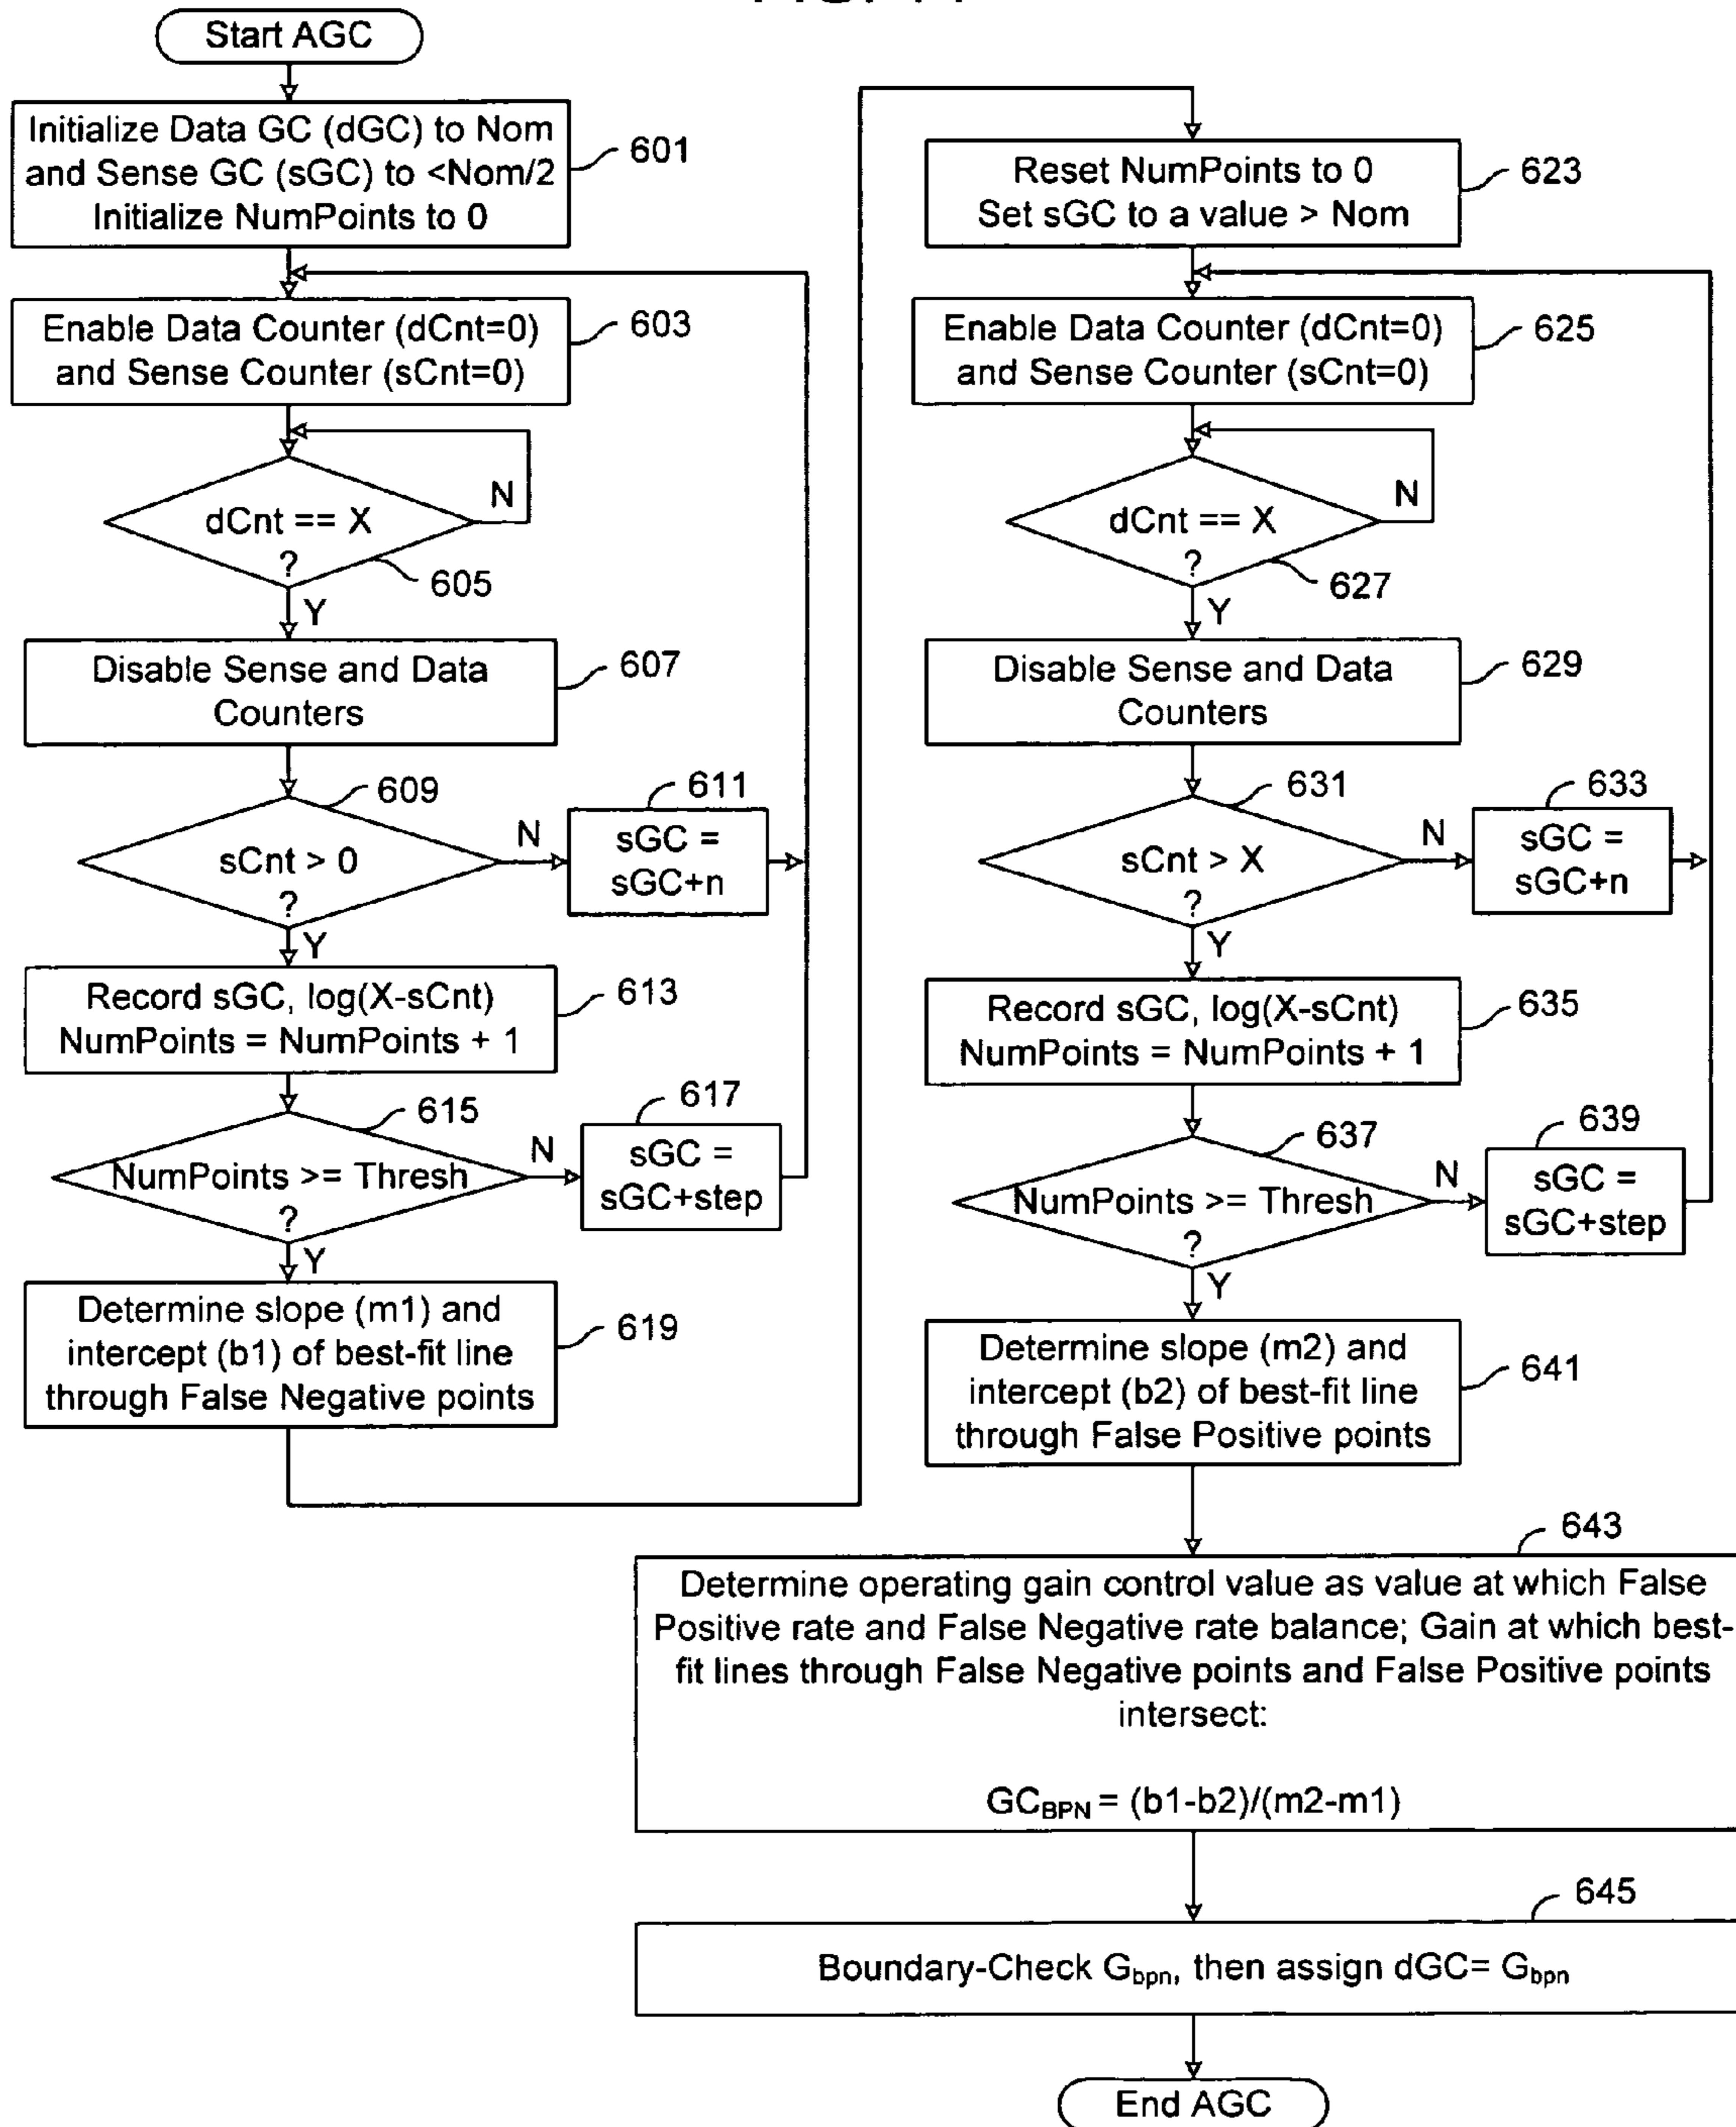 Start AGC
Initialize Data GC (dGC) to Nom
and Sense GC (sGC) to <Nom/2
Initialize NumPoints to 0
601
Enable Data Counter (dCnt=0)
and Sense Counter (sCnt=0)
603
dCnt == X
?
N
605
Y
Disable Sense and Data
Counters
607
609
sCnt > 0
?
N
611
sGC =
sGC+n
Y
Record sGC, log(X-sCnt)
NumPoints = NumPoints + 1
613
615
NumPoints >= Thresh
?
N
617
sGC =
sGC+step
Y
Determine slope (m1) and
intercept (b1) of best-fit line
through False Negative points
619
Reset NumPoints to 0
Set sGC to a value > Nom
623
Enable Data Counter (dCnt=0)
and Sense Counter (sCnt=0)
625
dCnt == X
?
N
627
Y
Disable Sense and Data
Counters
629
631
sCnt > X
?
N
633
sGC =
sGC+n
Y
Record sGC, log(X-sCnt)
NumPoints = NumPoints + 1
635
637
NumPoints >= Thresh
?
N
639
sGC =
sGC+step
Y
Determine slope (m2) and
intercept (b2) of best-fit line
through False Positive points
641
643
Determine operating gain control value as value at which False
Positive rate and False Negative rate balance; Gain at which best-
fit lines through False Negative points and False Positive points
intersect:
GCBPN = (b1-b2)/(m2-m1)
645
Boundary-Check Gbpn, then assign dGC= Gbpn
End AGC